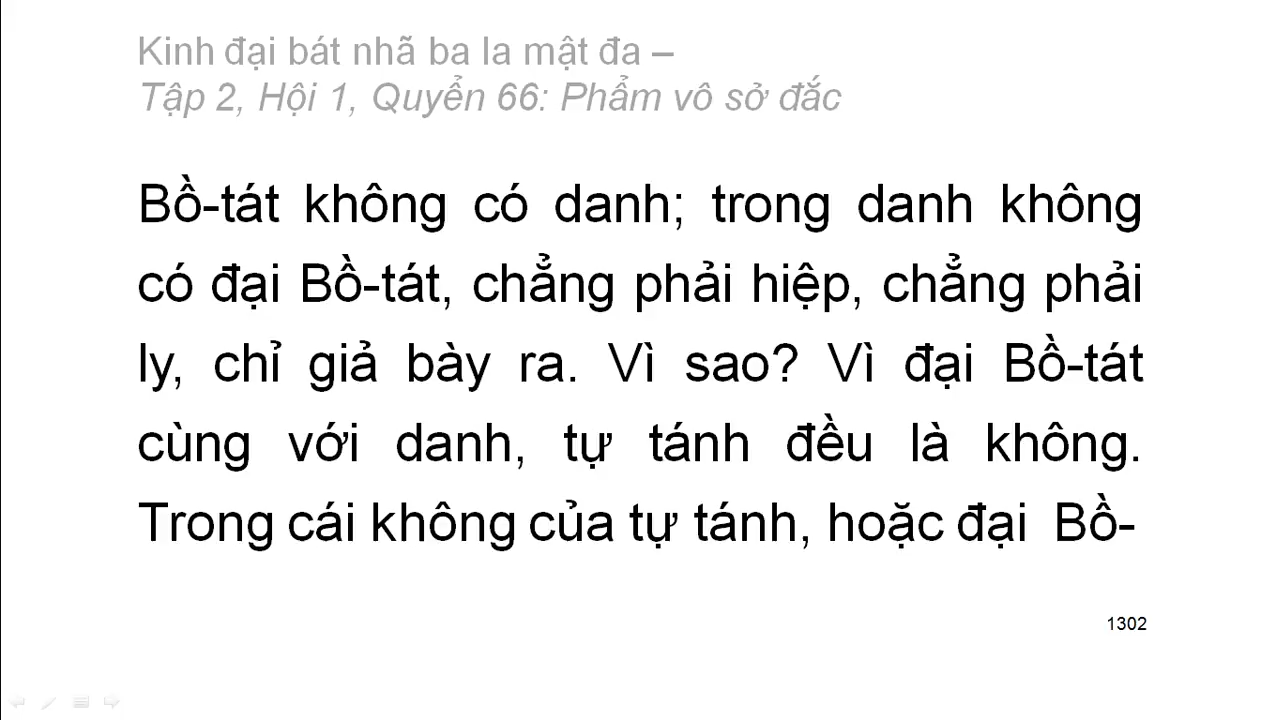 Kinh đại bát nhã ba la mật đa –
Tập 2, Hội 1, Quyển 66: Phẩm vô sở đắc
Bồ-tát không có danh; trong danh không
có đại Bồ-tát, chẳng phải hiệp, chẳng phải
ly, chỉ giả bày ra. Vì sao? Vì đại Bồ-tát
cùng với danh, tự tánh đều là không.
Trong cái không của tự tánh, hoặc đại Bồ-
1302